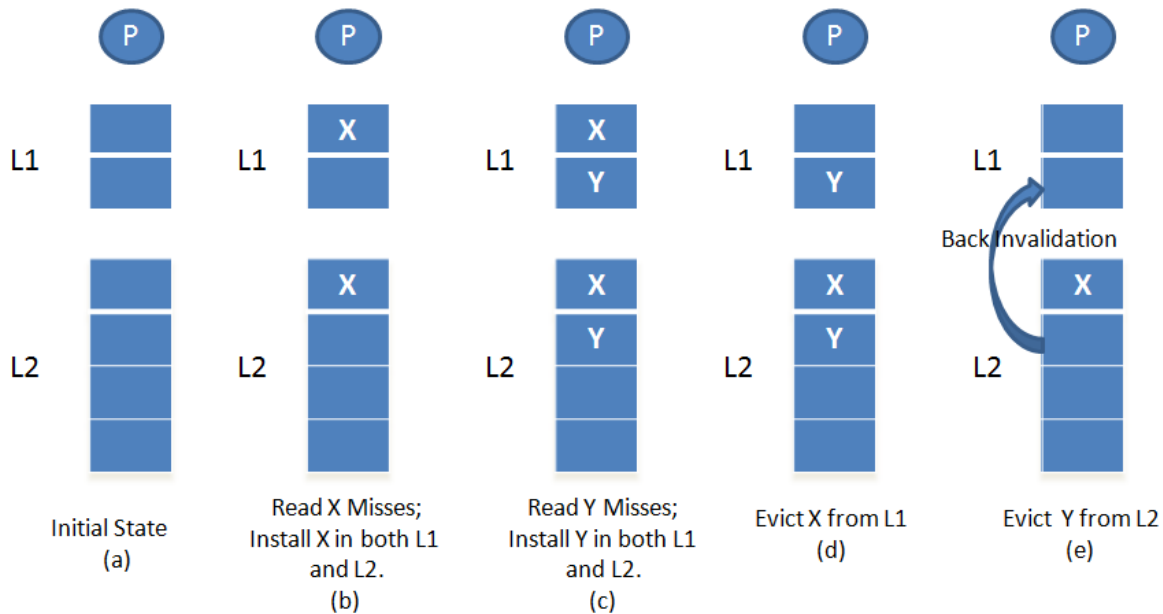 P
P
P
P
P
L1
L1
X
L1
X
Y
L1
Y
L1
Back Invalidation
L2
L2
X
L2
X
Y
L2
X
Y
L2
X
Initial State
(a)
Read X Misses;
Install X in both L1
and L2.
(b)
Read Y Misses;
Install Y in both L1
and L2.
(c)
Evict X from L1
(d)
Evict Y from L2
(e)